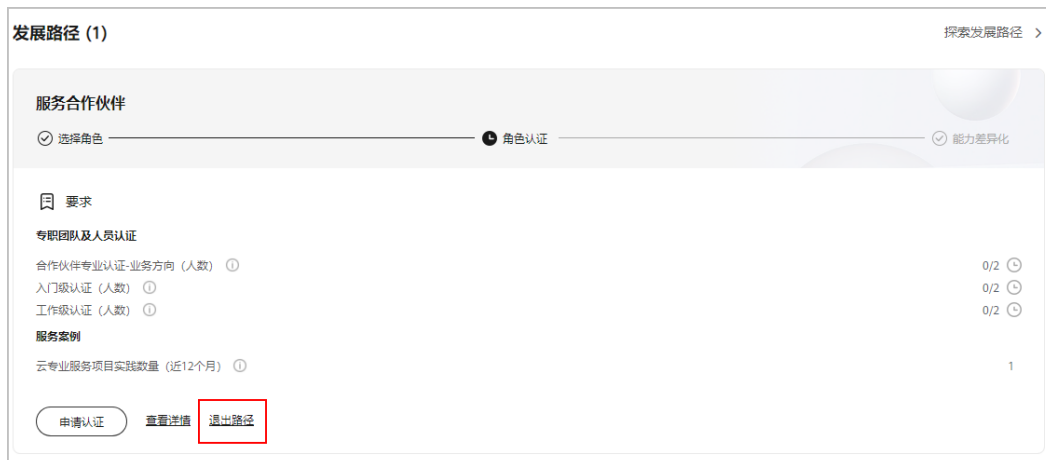 发展路径 (1)
探索发展路径
服务合作伙伴
选择角色
角色认证
能力差异化
要求
专职团队及人员认证
合作伙伴专业认证-业务方向（人数） 0/2
入门级认证（人数） 0/2
工作级认证（人数） 0/2
服务案例
云专业服务项目实践数量（近12个月） 1
申请认证 查看详情 退出路径